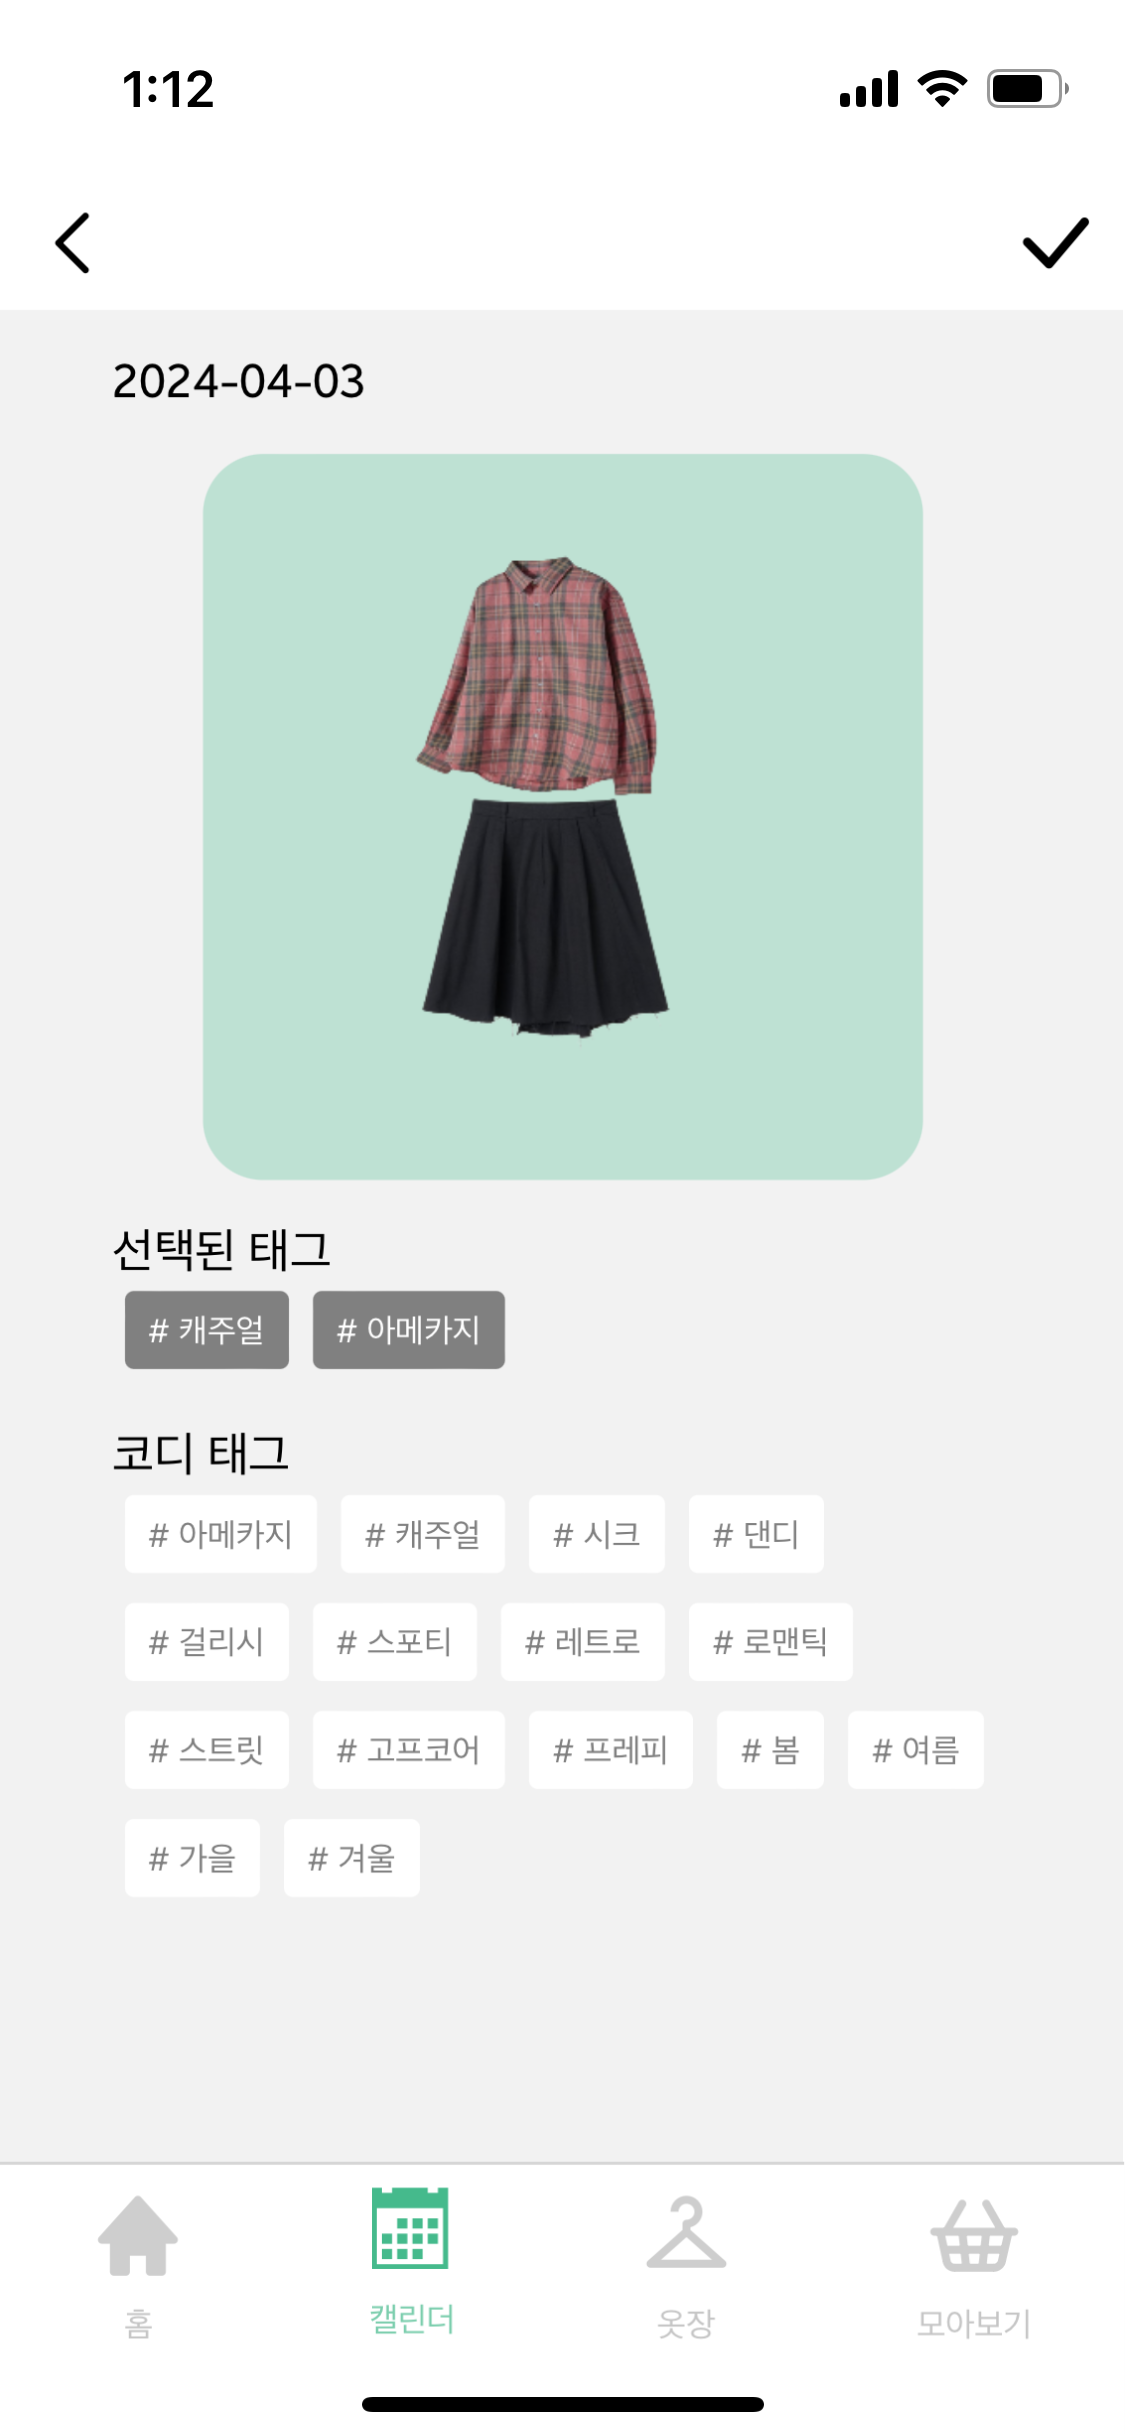 1:12
2024-04-03
선택된 태그
# 캐주얼 # 아메카지
코디 태그
# 아메카지 # 캐주얼 # 시크 # 댄디
# 걸리시 # 스포티 # 레트로 # 로맨틱
# 스트릿 # 고프코어 # 프레피 # 봄 # 여름
# 가을 # 겨울
홈 캘린더 옷장 모아보기